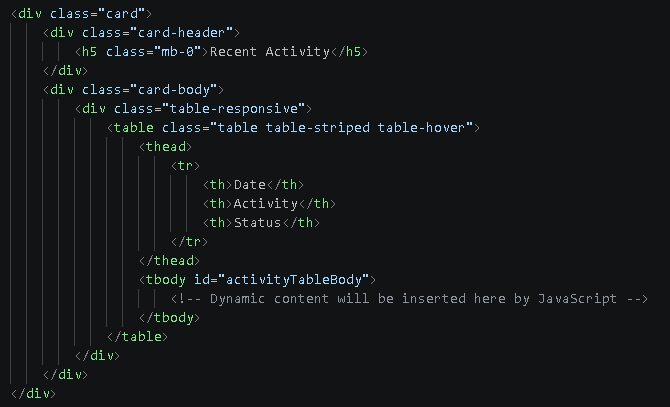 <div class="card">
<div class="card-header">
<h5 class="mb-0">Recent Activity</h5>
</div>
<div class="card-body">
<div class="table-responsive">
<table class="table table-striped table-hover">
<thead>
<tr>
<th>Date</th>
<th>Activity</th>
<th>Status</th>
</tr>
</thead>
<tbody id="activityTableBody">
<!-- Dynamic content will be inserted here by JavaScript -->
</tbody>
</table>
</div>
</div>
</div>